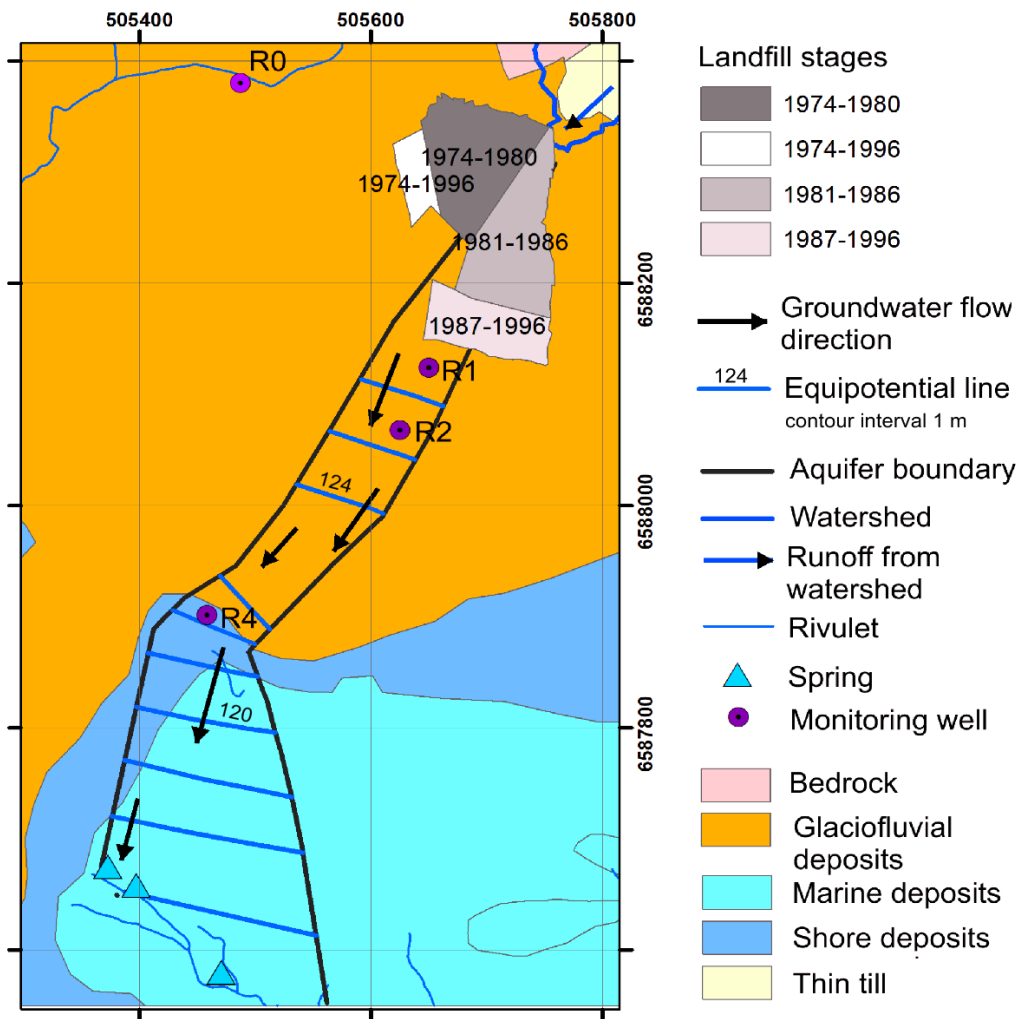 505400
505600
505800
R0
1974-1980
1974-1996
1981-1986
1987-1996
R1
R2
124
R4
120
6588200
6588000
6587800
Landfill stages
1974-1980
1974-1996
1981-1986
1987-1996
Groundwater flow
direction
124
Equipotential line
contour interval 1 m
Aquifer boundary
Watershed
Runoff from
watershed
Rivulet
Spring
Monitoring well
Bedrock
Glaciofluvial
deposits
Marine deposits
Shore deposits
Thin till